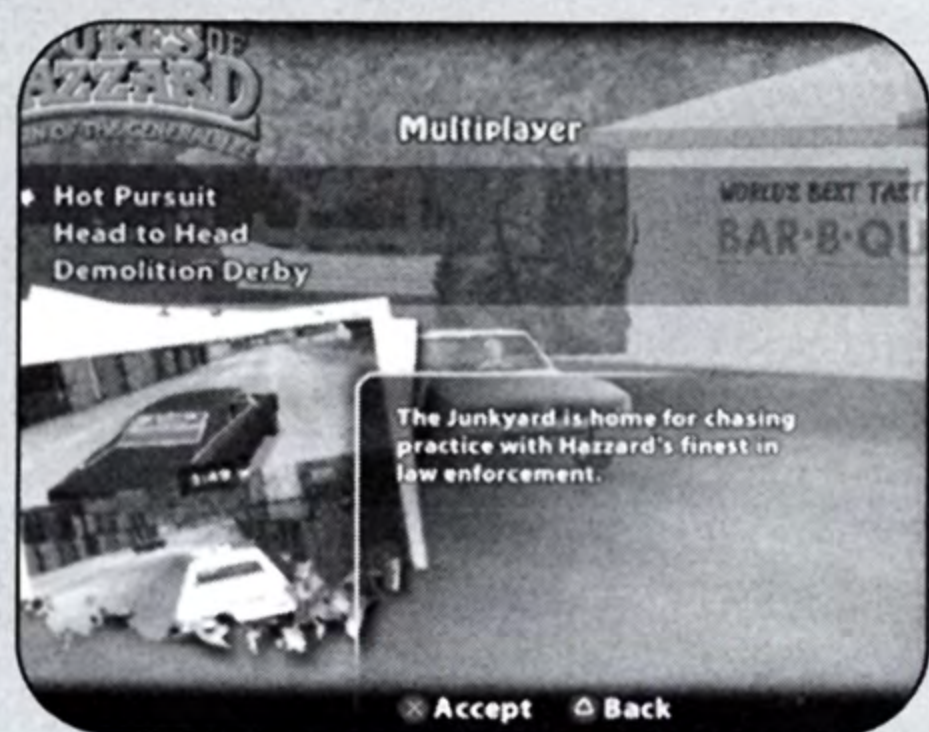 OF
Multiplayer
Hot Pursuit
Head to Head
Demolition Derby
WORLD'S BEST
BAR·B·QU
The Junkyard is home for chasing
practice with Hazzard's finest in
law enforcement.
Accept Back